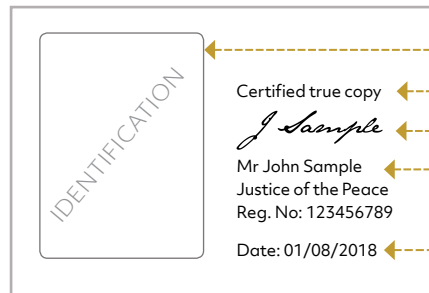 IDENTIFICATION
Certified true copy
J Sample
Mr John Sample
Justice of the Peace
Reg. No: 123456789
Date: 01/08/2018